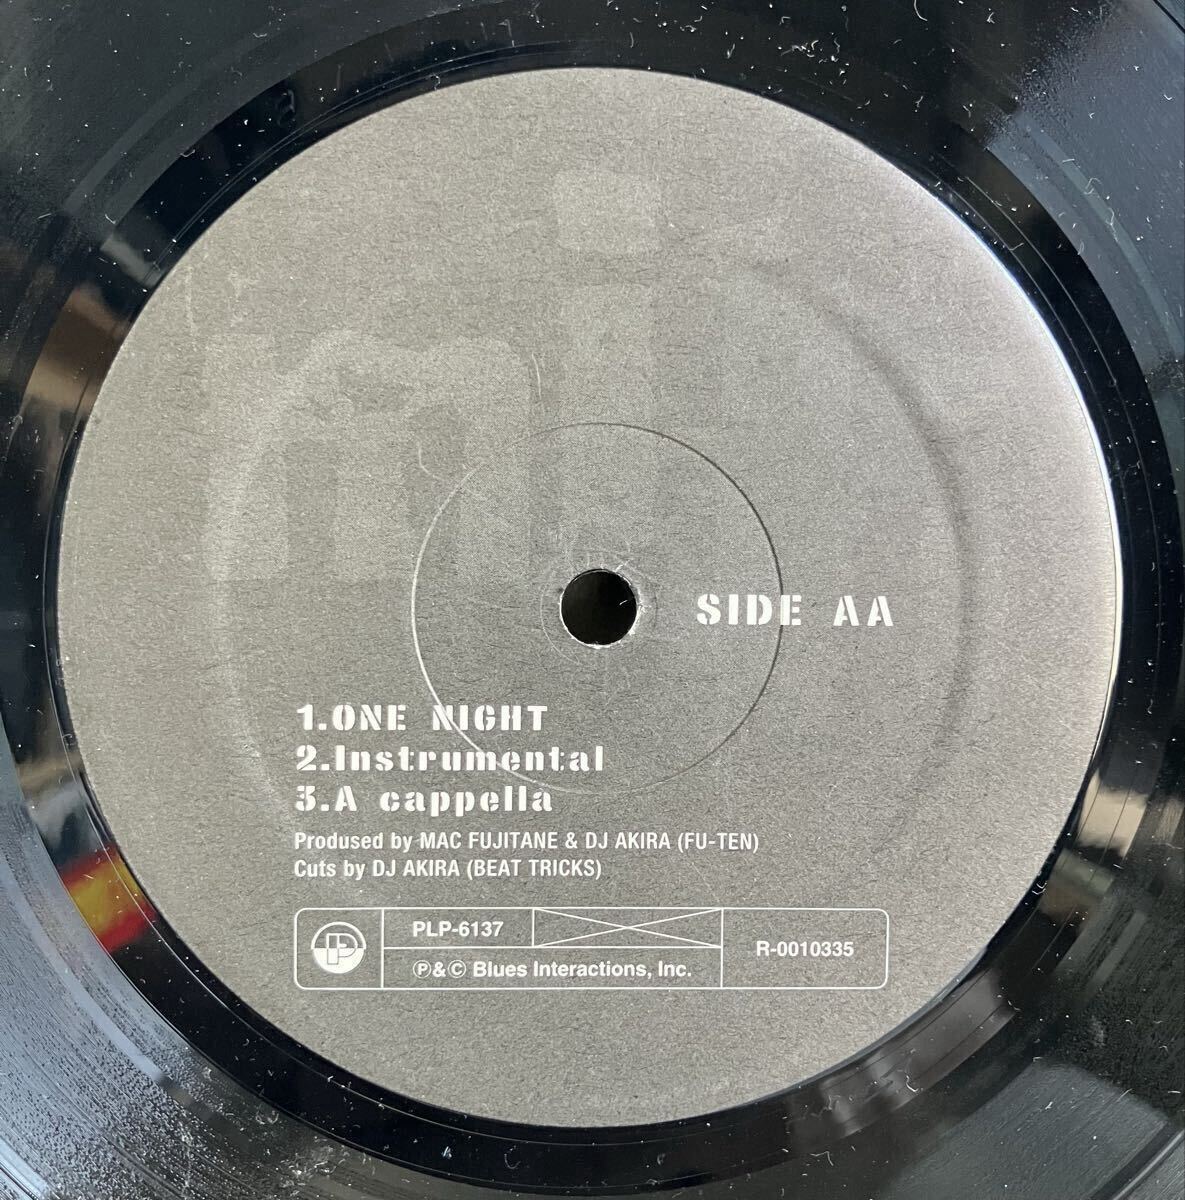 SIDE AA
1.ONE NIGHT
2.Instrumental
3.A cappella
Prodused by MAC FUJITANE & DJ AKIRA (FU-TEN)
Cuts by DJ AKIRA (BEAT TRICKS)
PLP-6137
℗&© Blues Interactions, Inc.
R-0010335